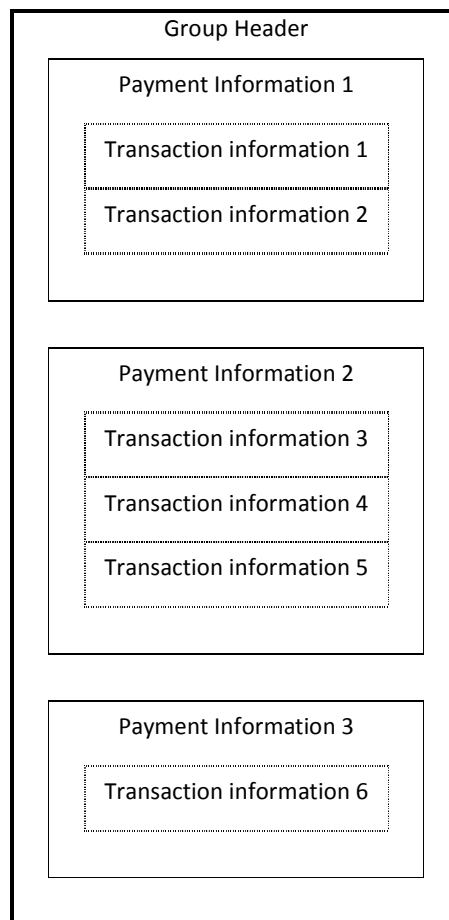 Group Header
Payment Information 1
Transaction information 1
Transaction information 2
Payment Information 2
Transaction information 3
Transaction information 4
Transaction information 5
Payment Information 3
Transaction information 6